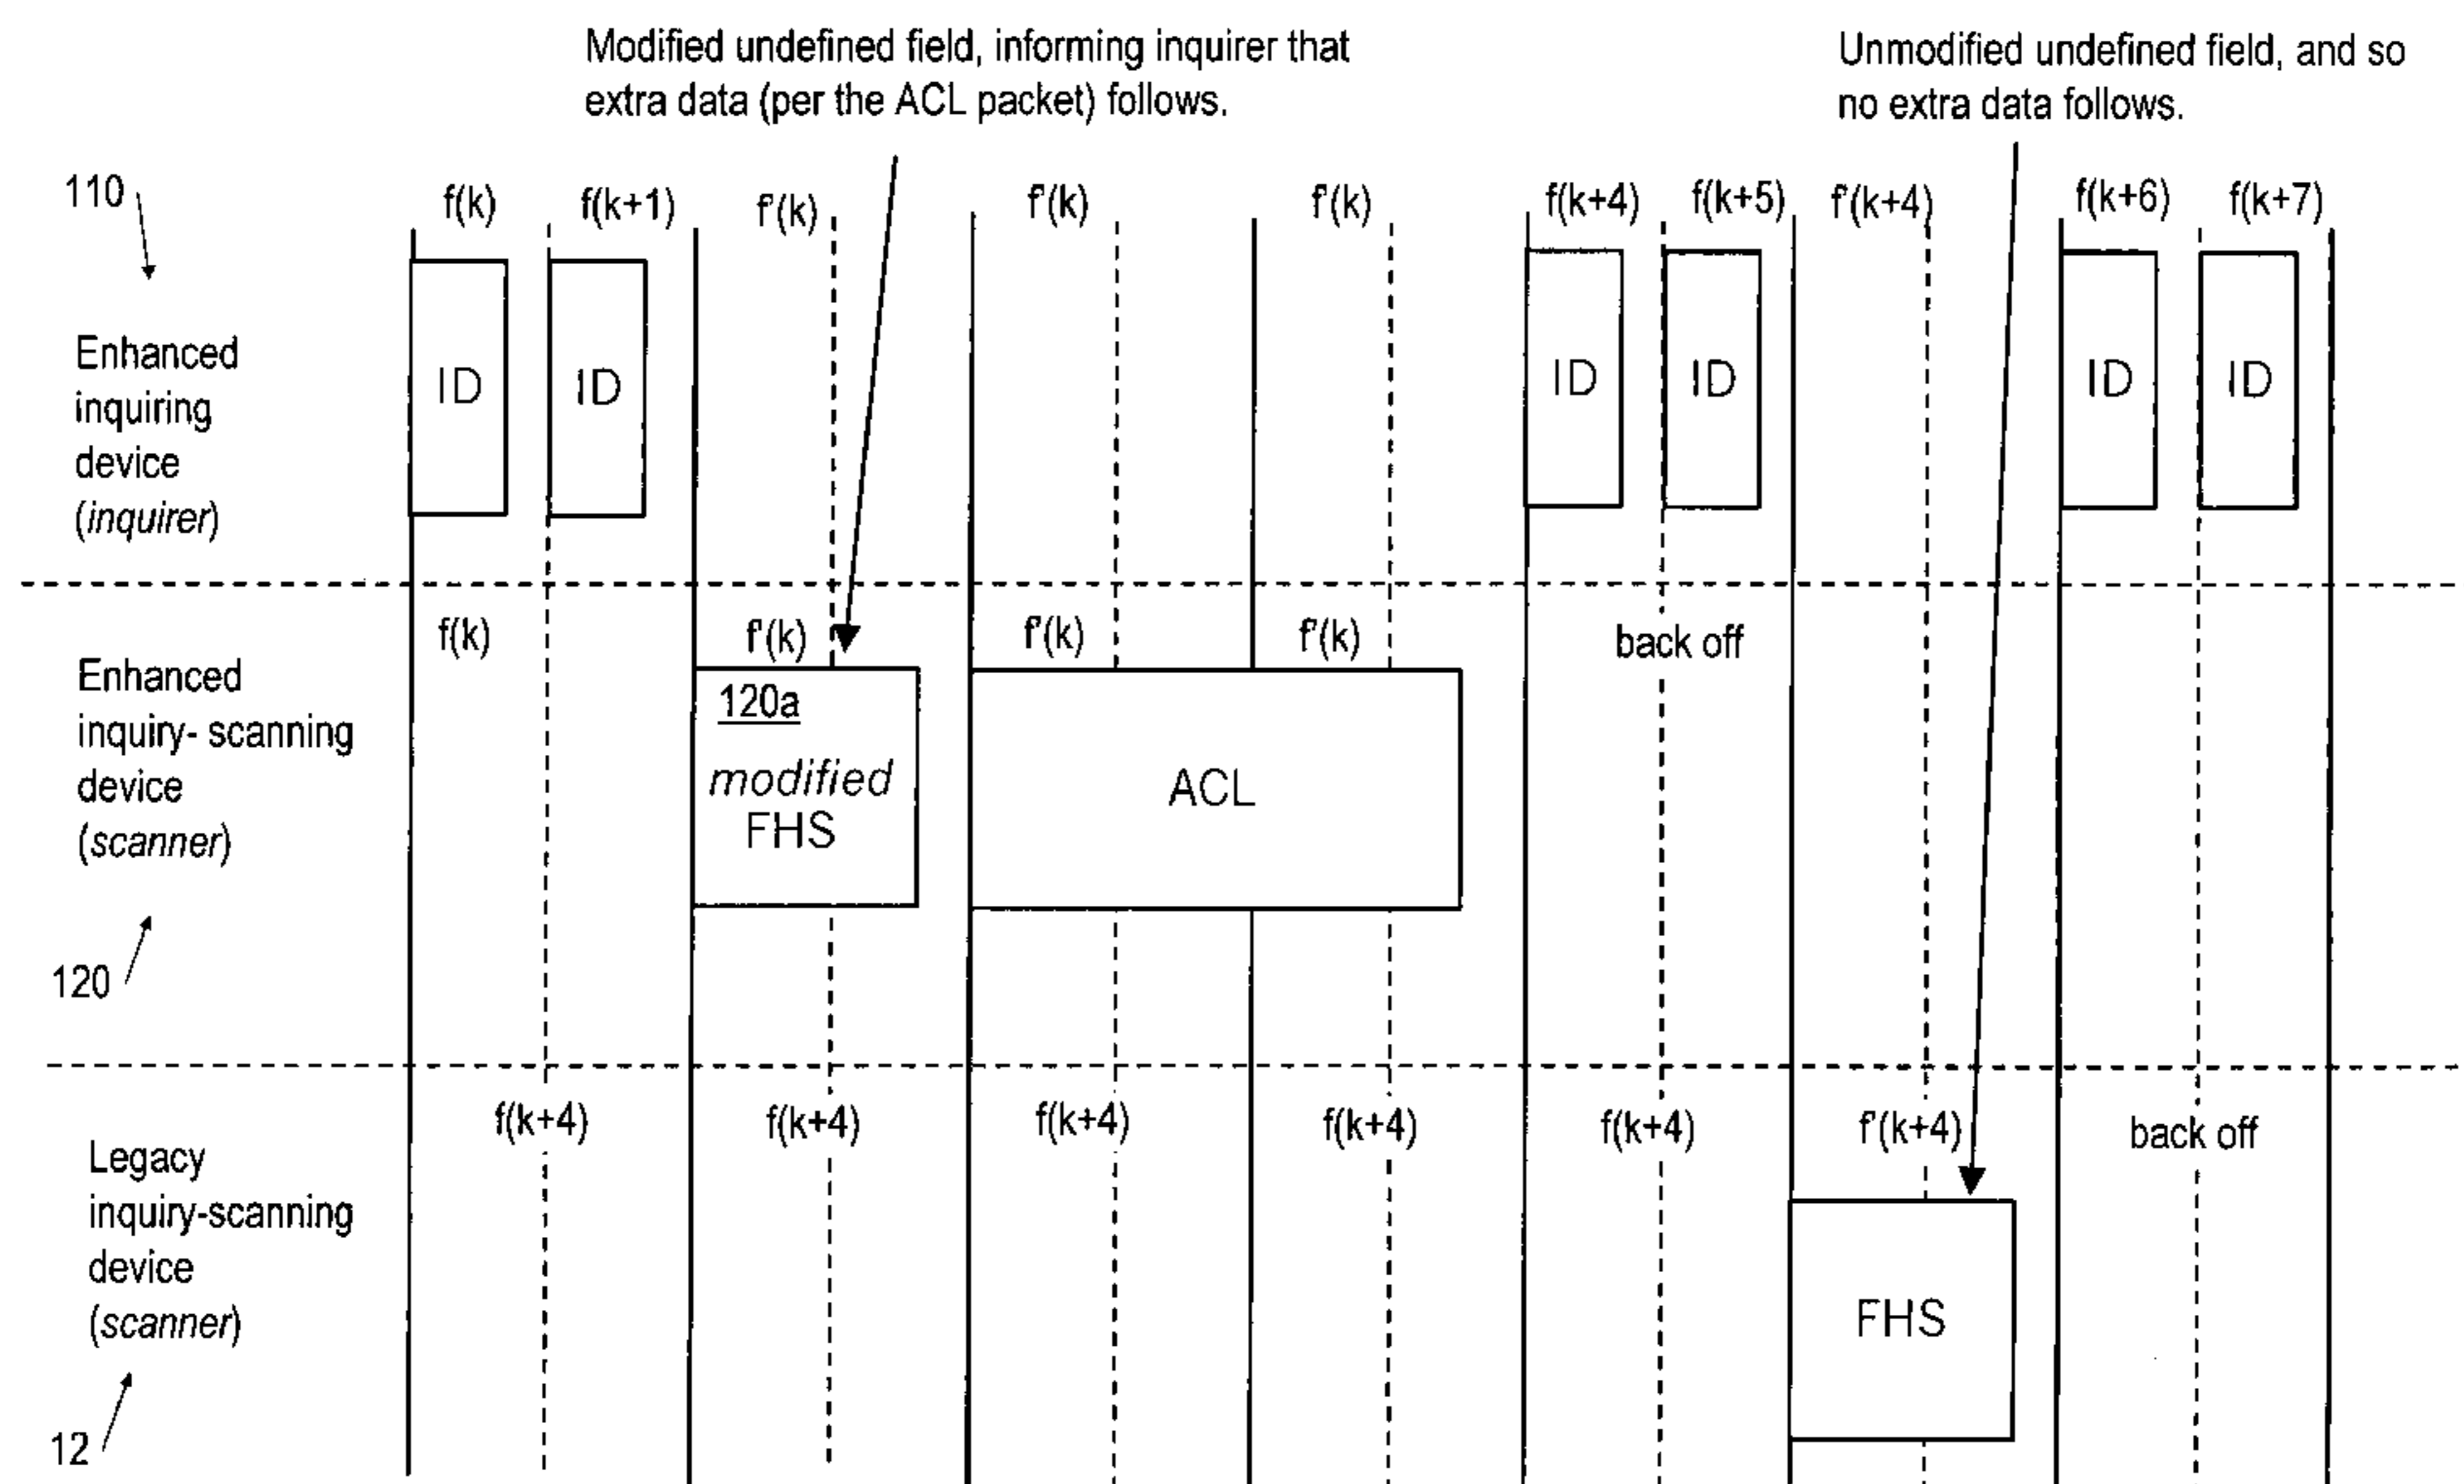 Modified undefined field, informing inquirer that
extra data (per the ACL packet) follows.
Unmodified undefined field, and so
no extra data follows.
110
f(k)
f(k+1)
f'(k)
f'(k)
f'(k)
f(k+4)
f(k+5)
f'(k+4)
f(k+6)
f(k+7)
Enhanced
inquiring
device
(inquirer)
ID
ID
ID
ID
ID
ID
f(k)
f'(k)
f'(k)
f'(k)
back off
Enhanced
inquiry- scanning
device
(scanner)
120a
modified
FHS
ACL
120
f(k+4)
f(k+4)
f(k+4)
f(k+4)
f(k+4)
f'(k+4)
back off
Legacy
inquiry-scanning
device
(scanner)
FHS
12